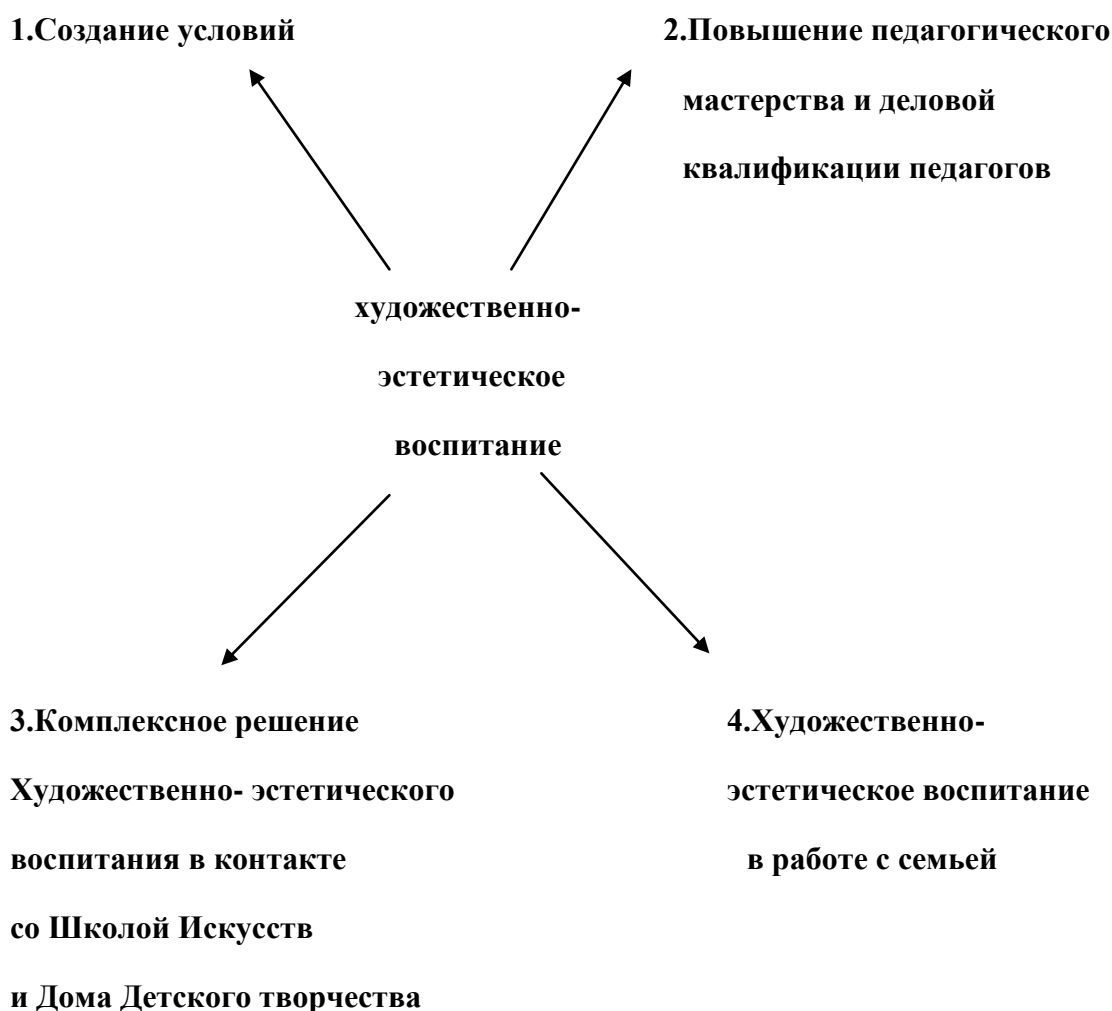 1.Создание условий
2.Повышение педагогического
мастерства и деловой
квалификации педагогов
художественно-
эстетическое
воспитание
3.Комплексное решение
Художественно- эстетического
воспитания в контакте
со Школой Искусств
и Дома Детского творчества
4.Художественно-
эстетическое воспитание
в работе с семьей